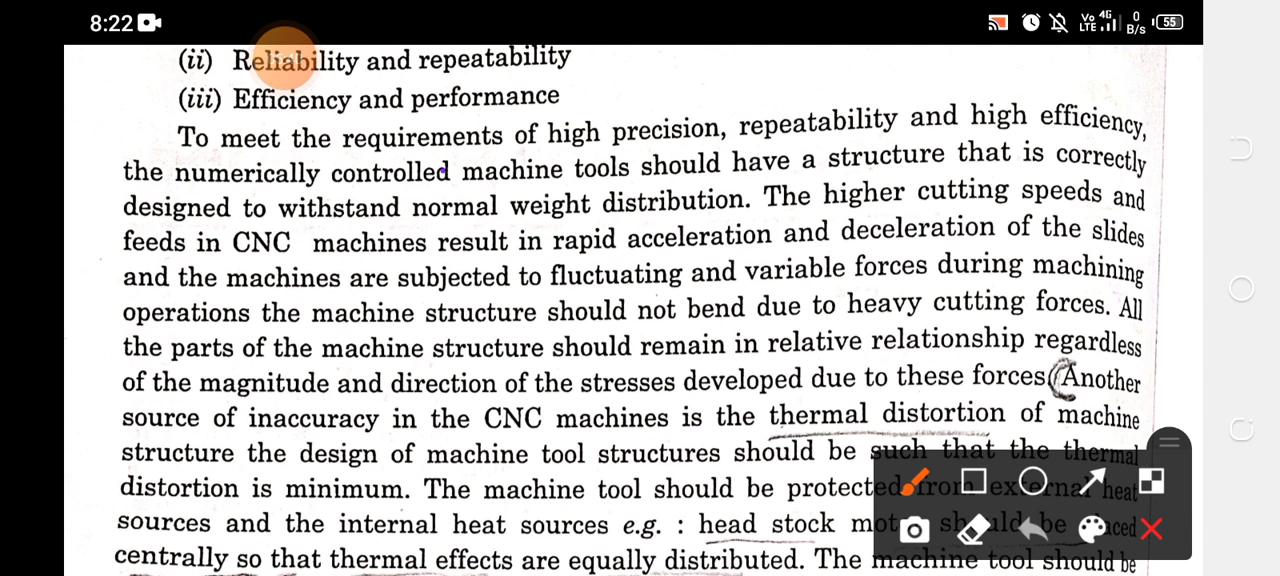 8:22
Vo 4G LTE 0 B/s 55
(ii) Reliability and repeatability
(iii) Efficiency and performance
To meet the requirements of high precision, repeatability and high efficiency,
the numerically controlled machine tools should have a structure that is correctly
designed to withstand normal weight distribution. The higher cutting speeds and
feeds in CNC machines result in rapid acceleration and deceleration of the slides
and the machines are subjected to fluctuating and variable forces during machining
operations the machine structure should not bend due to heavy cutting forces. All
the parts of the machine structure should remain in relative relationship regardless
of the magnitude and direction of the stresses developed due to these forces. Another
source of inaccuracy in the CNC machines is the thermal distortion of machine
structure the design of machine tool structures should be such that the thermal
distortion is minimum. The machine tool should be protected from external heat
sources and the internal heat sources e.g. : head stock should be
centrally so that thermal effects are equally distributed. The machine tool should be